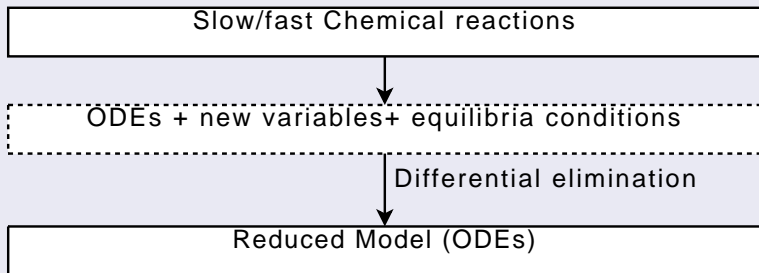 Slow/fast Chemical reactions
ODEs + new variables+ equilibria conditions
Differential elimination
Reduced Model (ODEs)